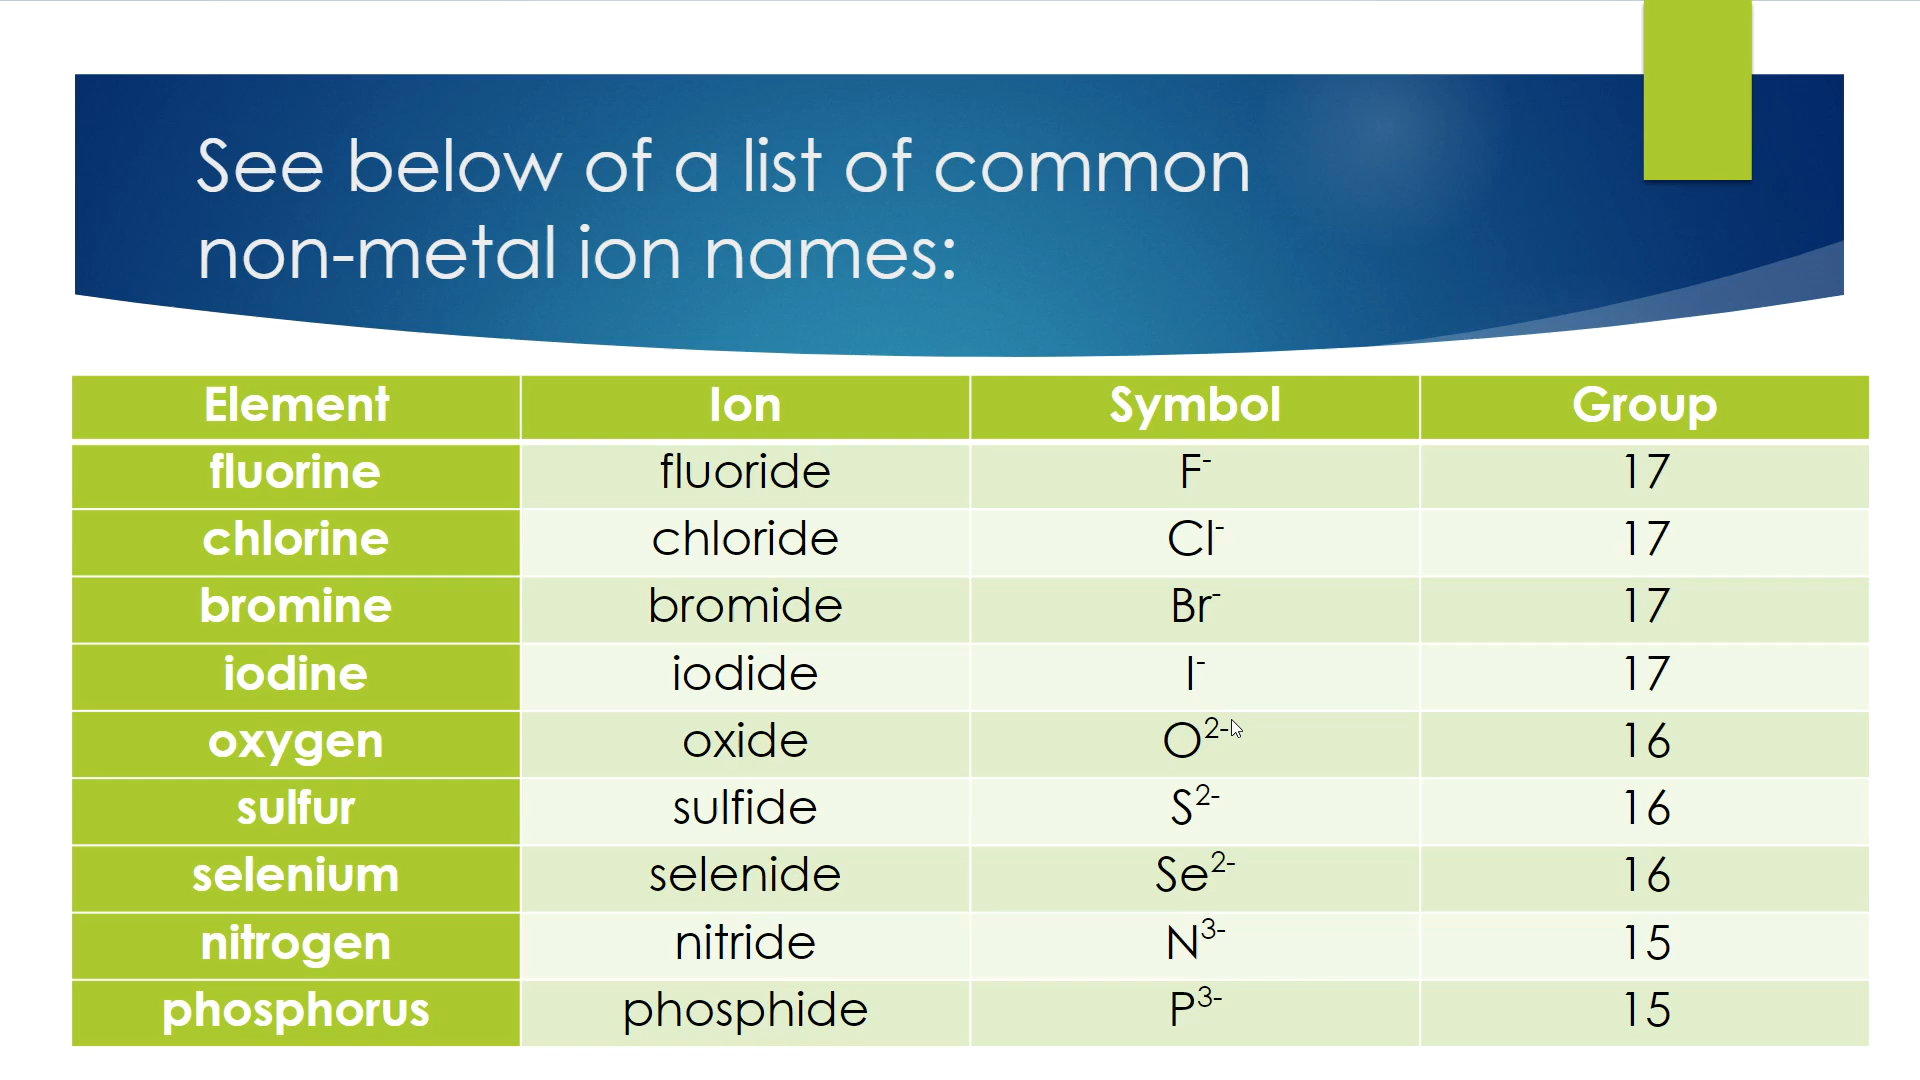 See below of a list of common
non-metal ion names:
Element Ion Symbol Group
fluorine fluoride F⁻ 17
chlorine chloride Cl⁻ 17
bromine bromide Br⁻ 17
iodine iodide I⁻ 17
oxygen oxide O²⁻ 16
sulfur sulfide S²⁻ 16
selenium selenide Se²⁻ 16
nitrogen nitride N³⁻ 15
phosphorus phosphide P³⁻ 15